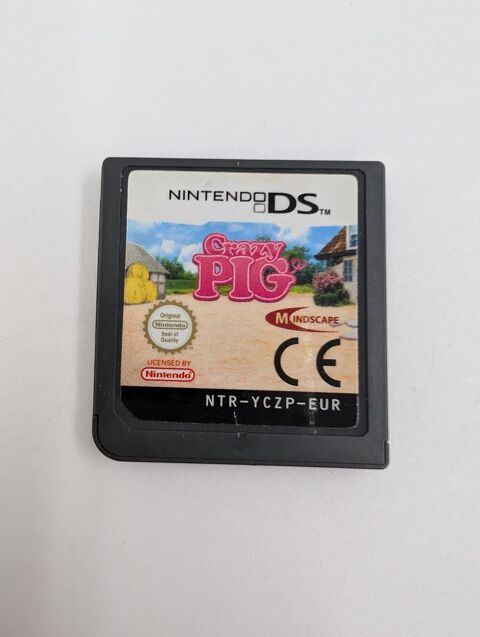 NINTENDO DS™
Crazy
PIG
MINDSCAPE
Original
Nintendo
Seal of
Quality
CE
LICENSED BY
Nintendo
NTR-YCZP-EUR